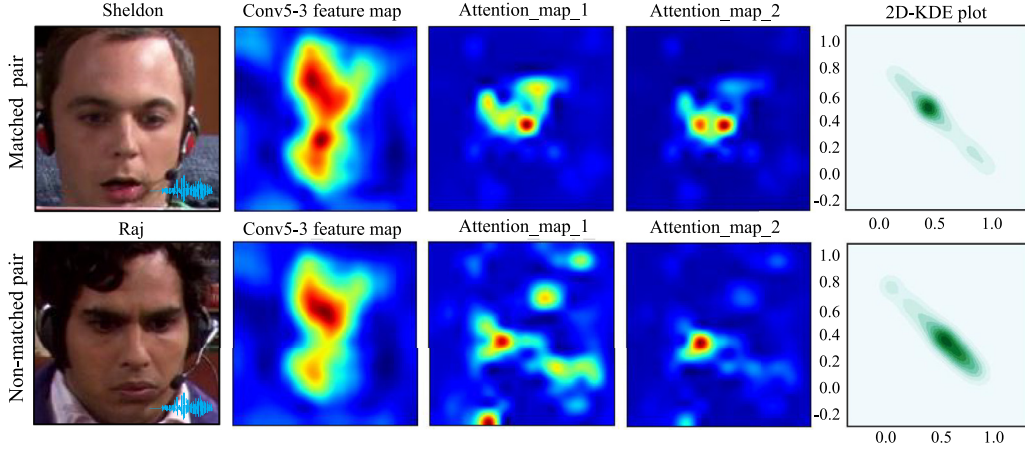 Sheldon
Conv5-3 feature map
Attention_map_1
Attention_map_2
2D-KDE plot
Matched pair
1.0
0.8
0.6
0.4
0.2
0.0
-0.2
0.0
0.5
1.0
Raj
Conv5-3 feature map
Attention_map_1
Attention_map_2
Non-matched pair
1.0
0.8
0.6
0.4
0.2
0.0
-0.2
0.0
0.5
1.0